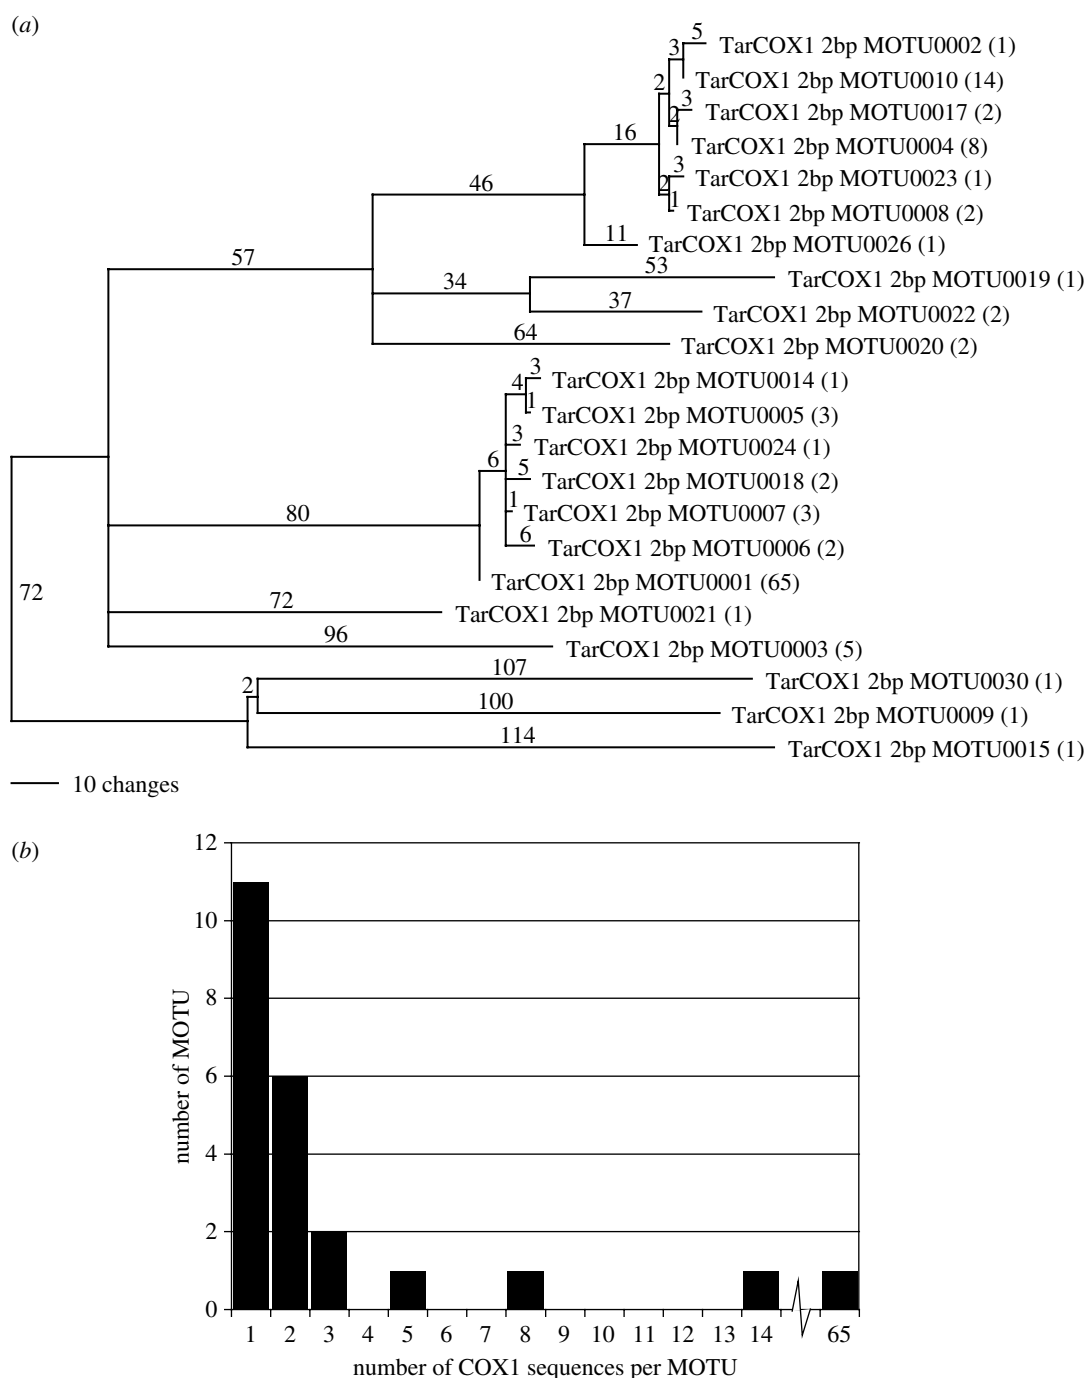 (a)
5
TarCOX1 2bp MOTU0002 (1)
3
TarCOX1 2bp MOTU0010 (14)
2
3
TarCOX1 2bp MOTU0017 (2)
2
16
TarCOX1 2bp MOTU0004 (8)
3
TarCOX1 2bp MOTU0023 (1)
2
1
TarCOX1 2bp MOTU0008 (2)
46
11
TarCOX1 2bp MOTU0026 (1)
57
53
TarCOX1 2bp MOTU0019 (1)
34
37
TarCOX1 2bp MOTU0022 (2)
64
TarCOX1 2bp MOTU0020 (2)
3
TarCOX1 2bp MOTU0014 (1)
4
1
TarCOX1 2bp MOTU0005 (3)
3
TarCOX1 2bp MOTU0024 (1)
6
5
TarCOX1 2bp MOTU0018 (2)
1
TarCOX1 2bp MOTU0007 (3)
80
6
TarCOX1 2bp MOTU0006 (2)
TarCOX1 2bp MOTU0001 (65)
72
72
TarCOX1 2bp MOTU0021 (1)
96
TarCOX1 2bp MOTU0003 (5)
107
TarCOX1 2bp MOTU0030 (1)
2
100
TarCOX1 2bp MOTU0009 (1)
114
TarCOX1 2bp MOTU0015 (1)
10 changes
(b)
12
10
8
6
4
2
0
number of MOTU
1 2 3 4 5 6 7 8 9 10 11 12 13 14 65
number of COX1 sequences per MOTU